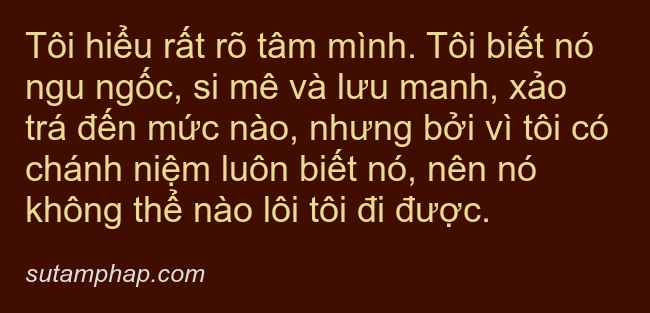 Tôi hiểu rất rõ tâm mình. Tôi biết nó
ngu ngốc, si mê và lưu manh, xảo
trá đến mức nào, nhưng bởi vì tôi có
chánh niệm luôn biết nó, nên nó
không thể nào lôi tôi đi được.
sutamphap.com